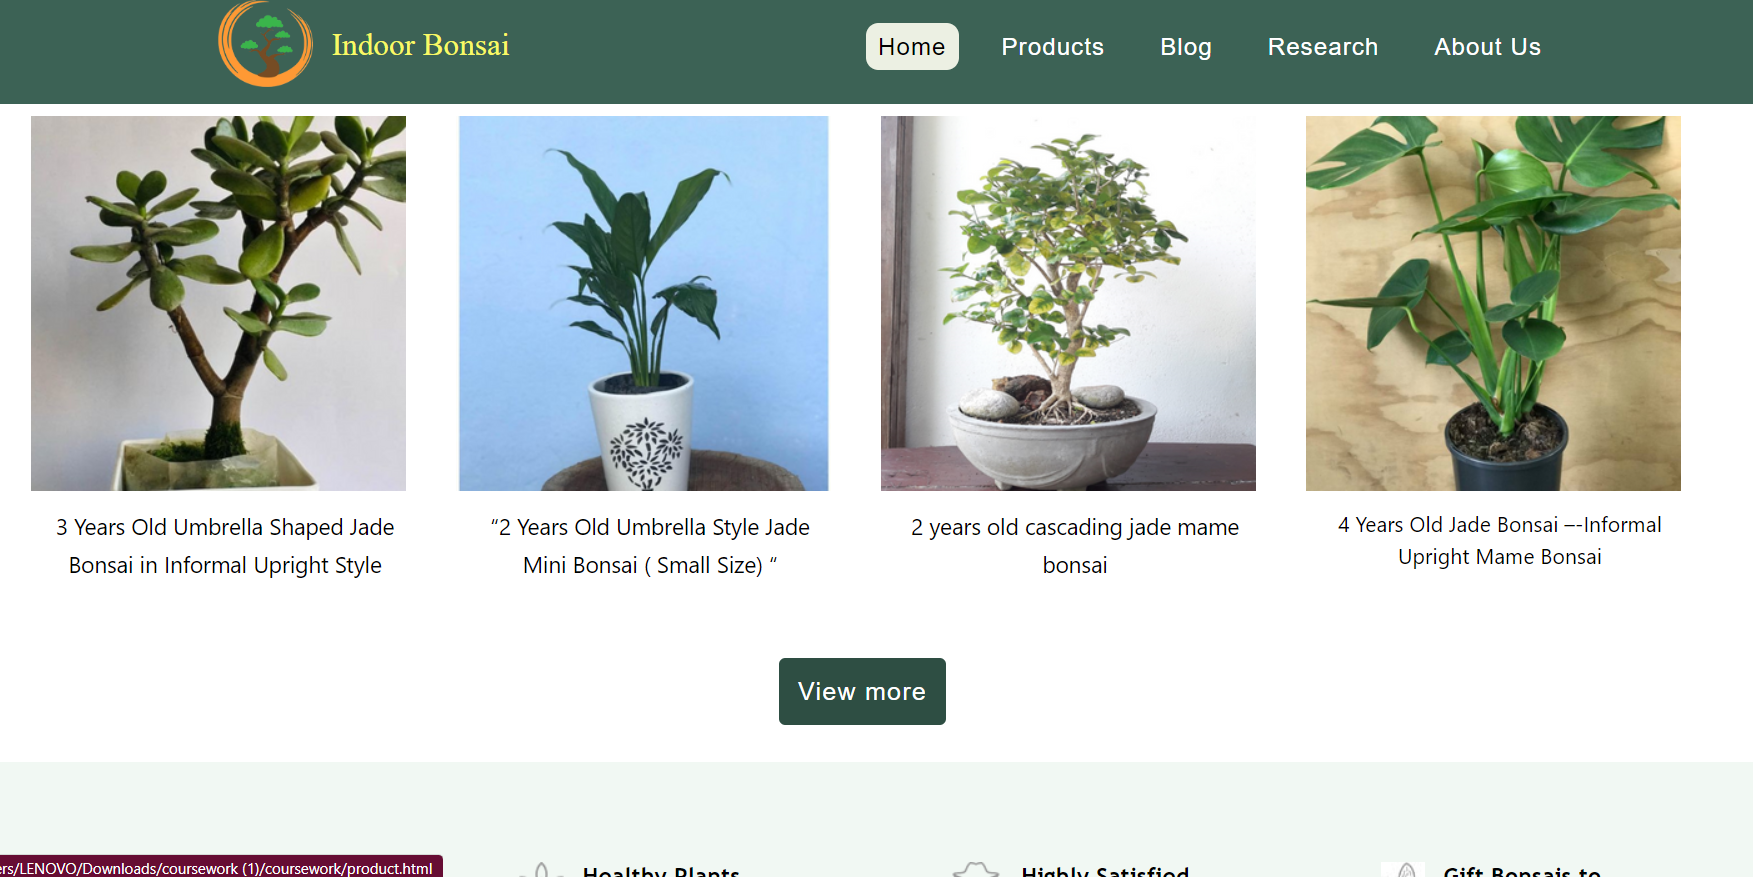 Indoor Bonsai
Home
Products
Blog
Research
About Us
3 Years Old Umbrella Shaped Jade
Bonsai in Informal Upright Style
“2 Years Old Umbrella Style Jade
Mini Bonsai ( Small Size) “
2 years old cascading jade mame
bonsai
4 Years Old Jade Bonsai –-Informal
Upright Mame Bonsai
View more
Healthy Plants
Highly Satisfied
Gift Bonsais to
ers/LENOVO/Downloads/coursework (1)/coursework/product.html